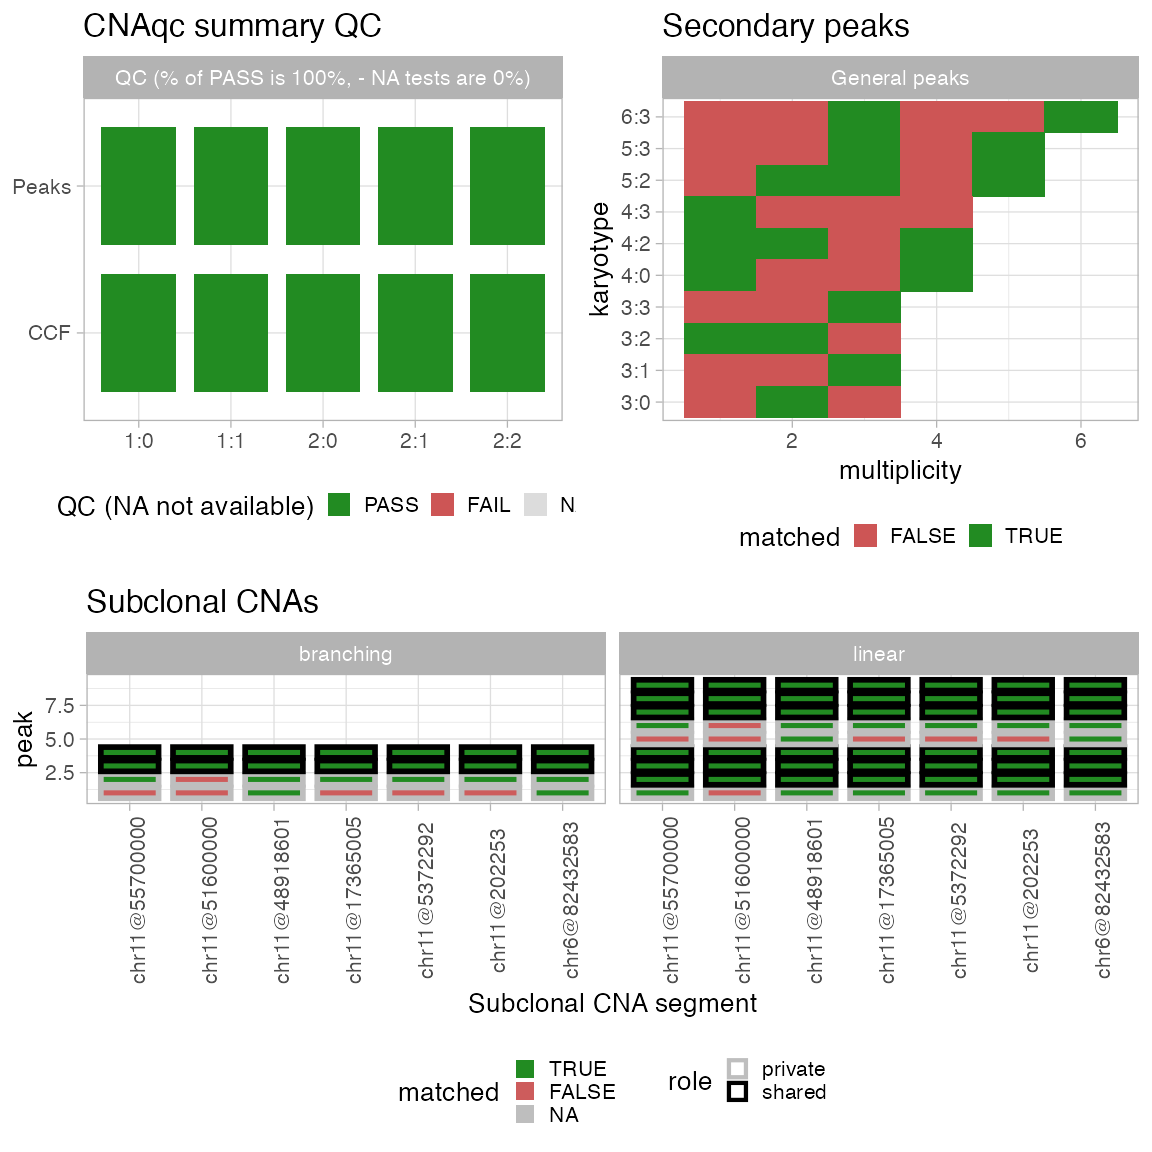 CNAqc summary QC
QC (% of PASS is 100%, - NA tests are 0%)
Peaks
CCF
1:0 1:1 2:0 2:1 2:2
QC (NA not available) PASS FAIL N
Secondary peaks
General peaks
karyotype
6:3
5:3
5:2
4:3
4:2
4:0
3:3
3:2
3:1
3:0
2 4 6
multiplicity
matched FALSE TRUE
Subclonal CNAs
branching linear
peak
7.5
5.0
2.5
chr11@55700000
chr11@51600000
chr11@48918601
chr11@17365005
chr11@5372292
chr11@202253
chr6@82432583
chr11@55700000
chr11@51600000
chr11@48918601
chr11@17365005
chr11@5372292
chr11@202253
chr6@82432583
Subclonal CNA segment
matched
TRUE
FALSE
NA
role
private
shared